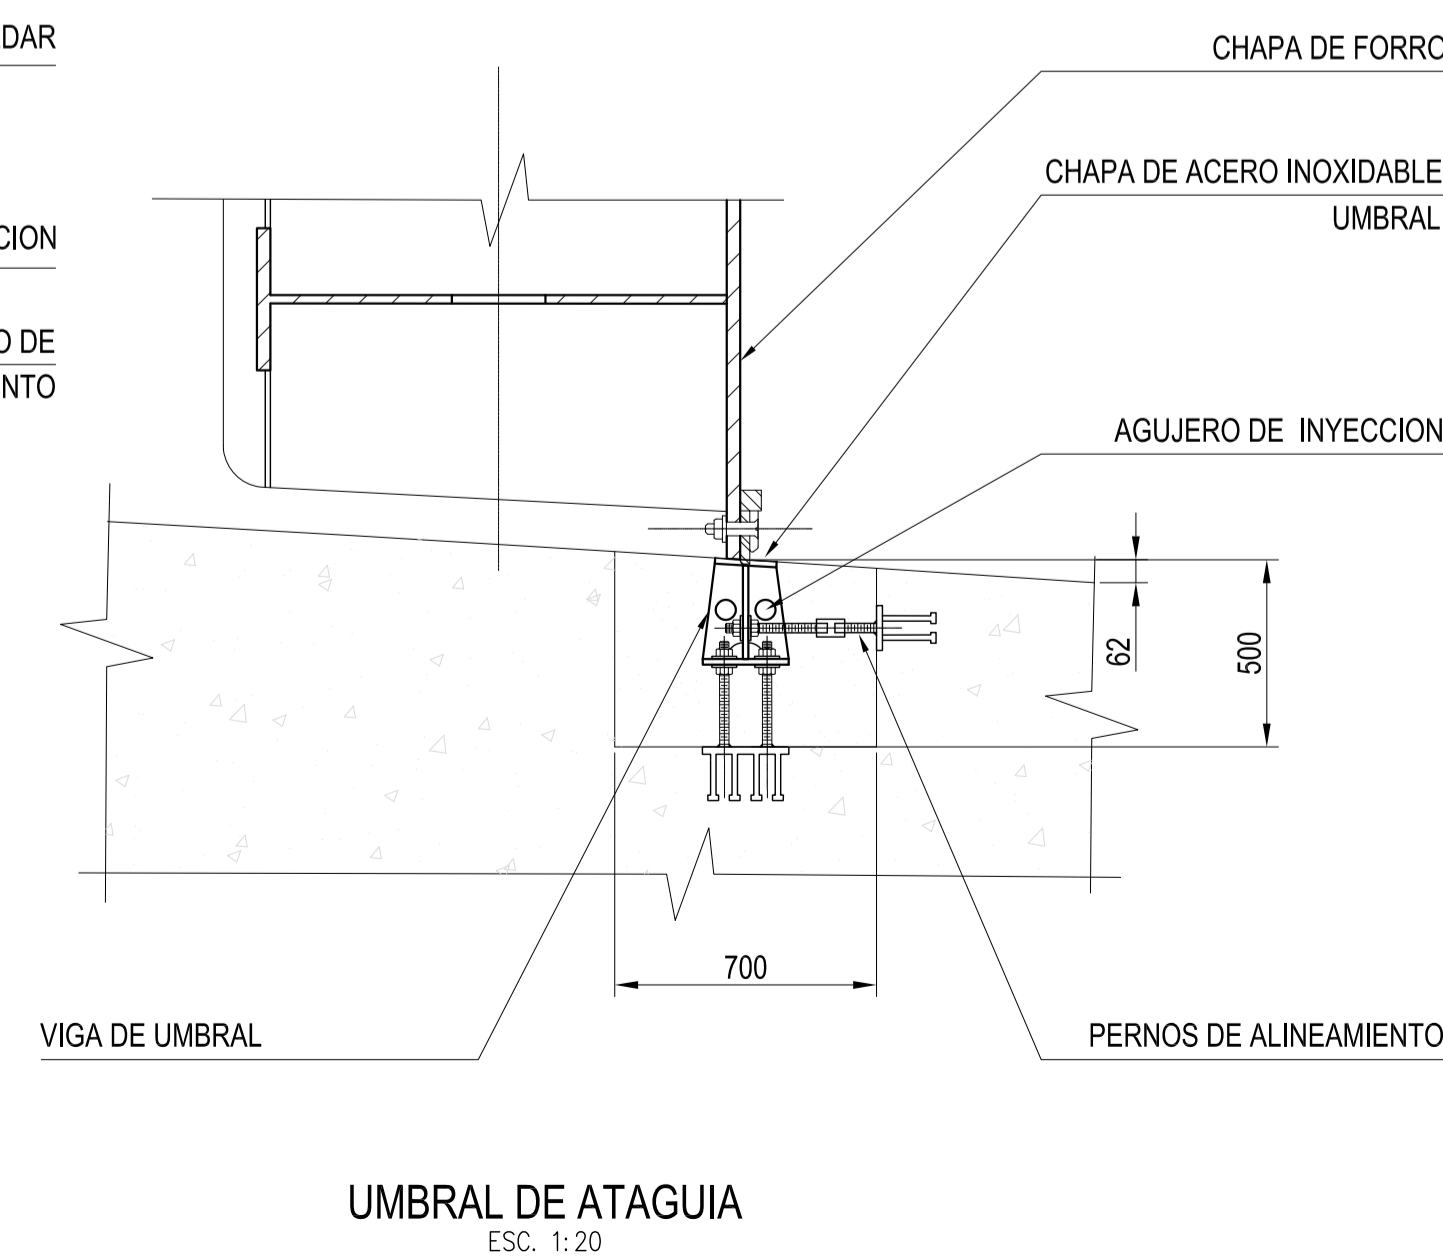 DAR
CHAPA DE FORRO
CHAPA DE ACERO INOXIDABLE
UMBRAL
CION
O DE
NTO
AGUJERO DE INYECCION
62
500
700
VIGA DE UMBRAL
PERNOS DE ALINEAMIENTO
UMBRAL DE ATAGUIA
ESC. 1:20